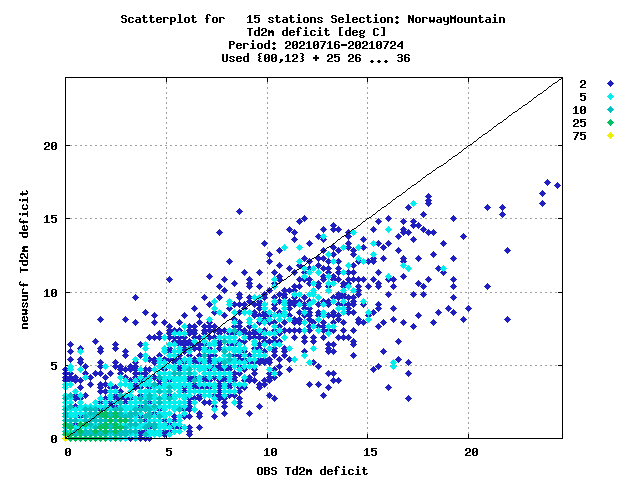 Scatterplot for   15 stations Selection: NorwayMountain
Td2m deficit [deg C]
Period: 20210716-20210724
Used {00,12} + 25 26 ... 36
2
5
10
25
75
newsurf Td2m deficit
20
15
10
5
0
0 5 10 15 20
OBS Td2m deficit